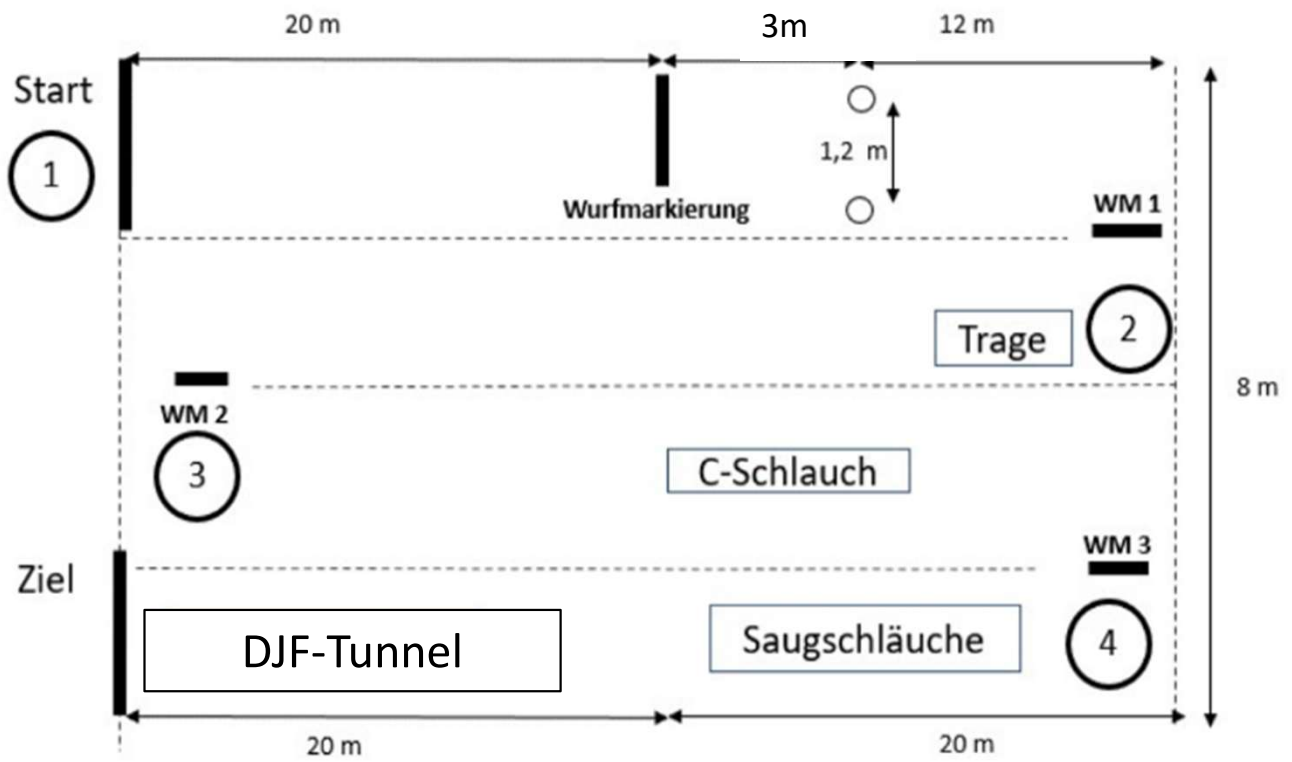 20 m
3m
12 m
Start
1
1,2 m
Wurfmarkierung
WM 1
Trage
2
8 m
WM 2
3
C-Schlauch
WM 3
Ziel
DJF-Tunnel
Saugschläuche
4
20 m
20 m